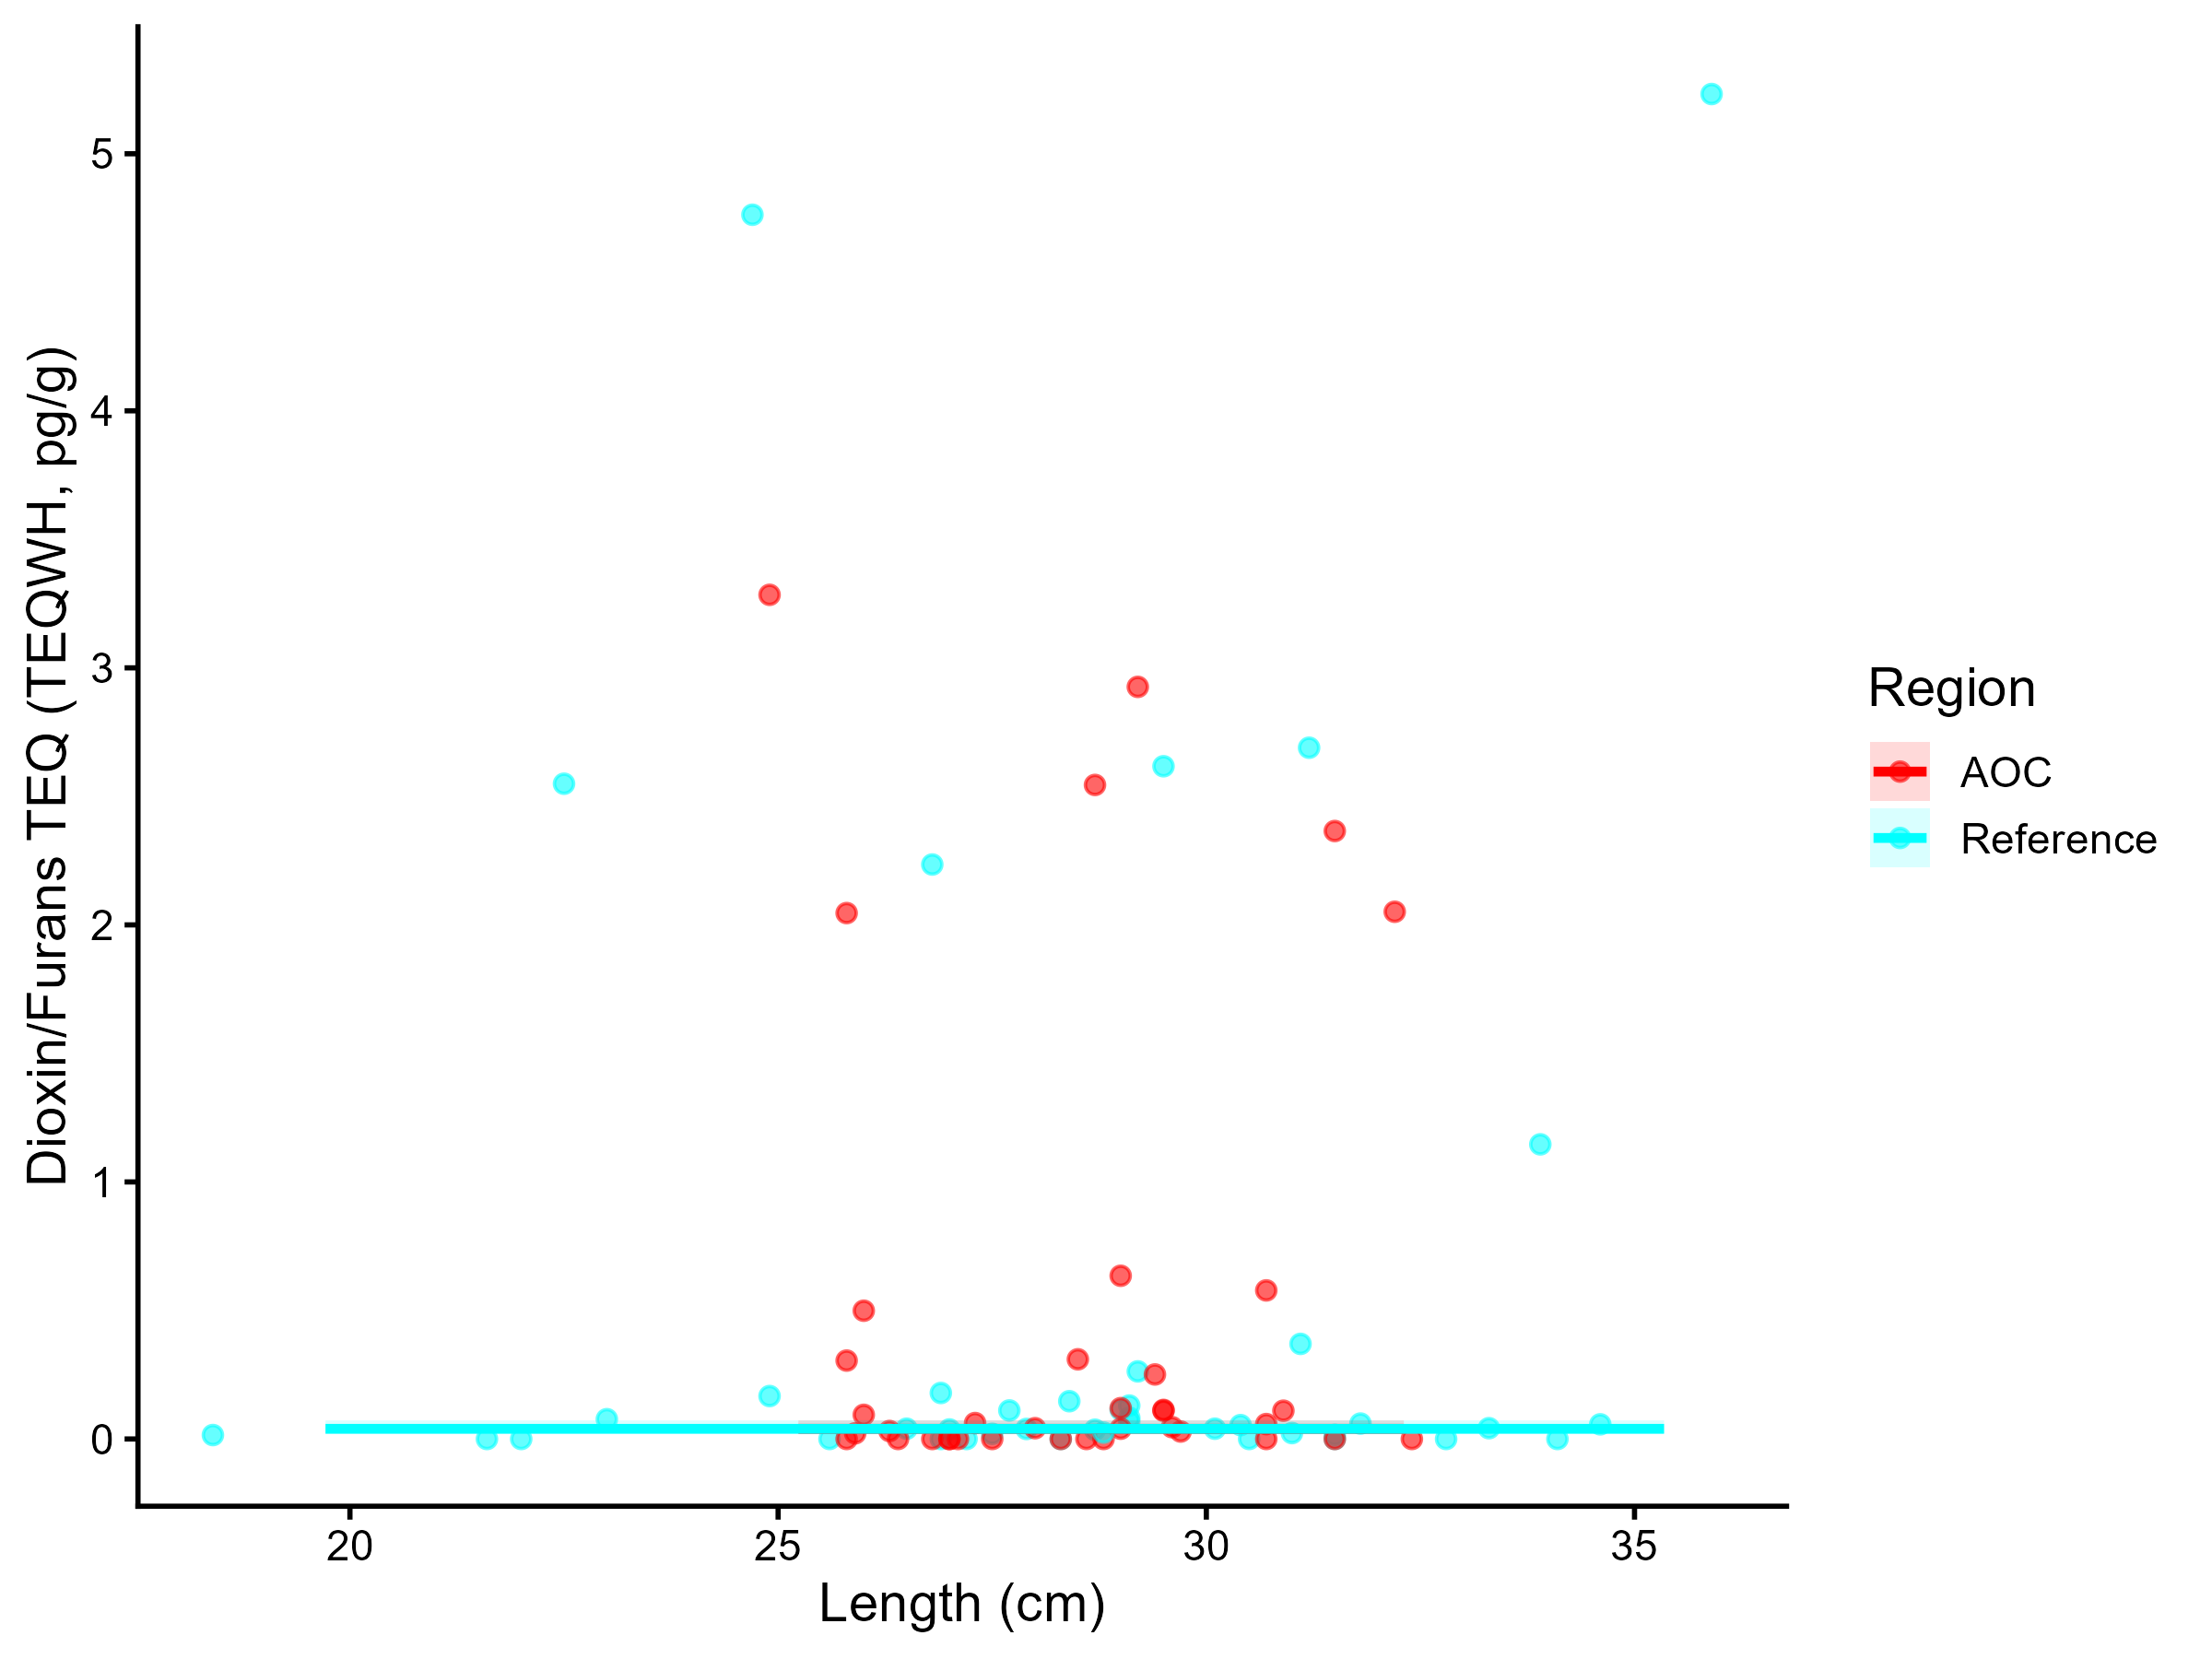 Dioxin/Furans TEQ (TEQWH, pg/g)
5
4
3
2
1
0
20 25 30 35
Length (cm)
Region
AOC
Reference